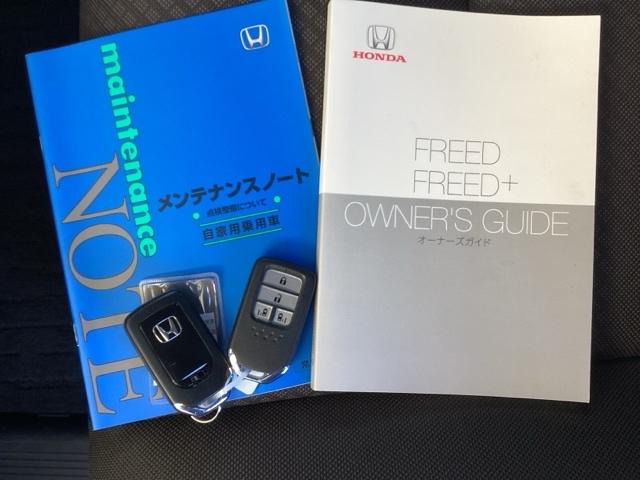 maintenance
NOTE
メンテナンスノート
点検整備について
自家用乗用車
HONDA
FREED
FREED+
OWNER'S GUIDE
オーナーズガイド